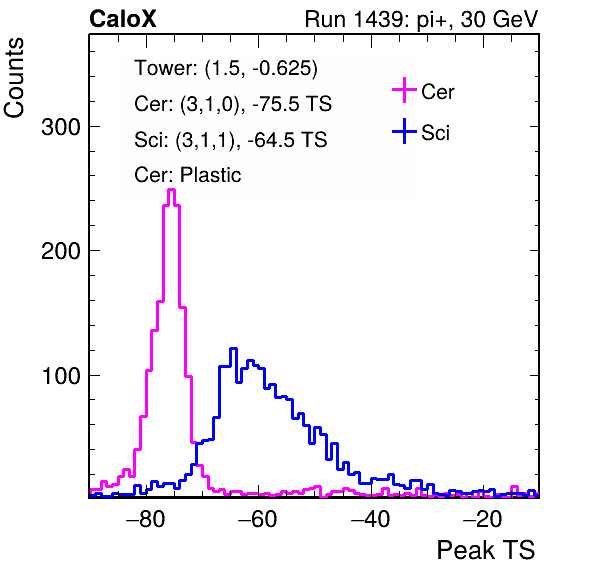 CaloX
Run 1439: pi+, 30 GeV
Counts
Tower: (1.5, -0.625)
Cer: (3,1,0), -75.5 TS
Sci: (3,1,1), -64.5 TS
Cer: Plastic
Cer
Sci
300
200
100
−80
−60
−40
−20
Peak TS